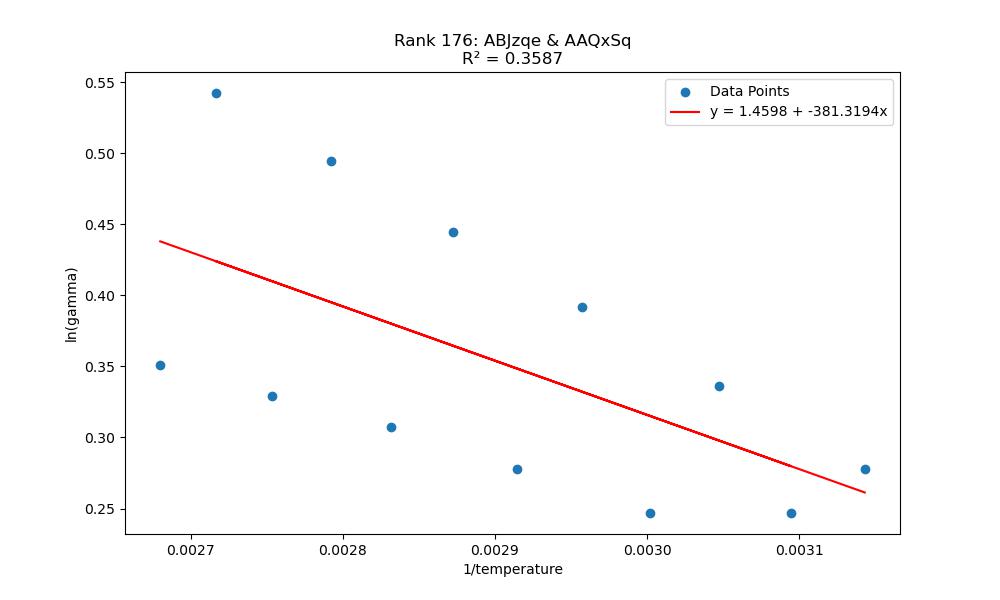 Rank 176: ABJzqe & AAQxSq
R² = 0.3587
Data Points
y = 1.4598 + -381.3194x
0.55
0.50
0.45
0.40
0.35
0.30
0.25
ln(gamma)
0.0027
0.0028
0.0029
0.0030
0.0031
1/temperature